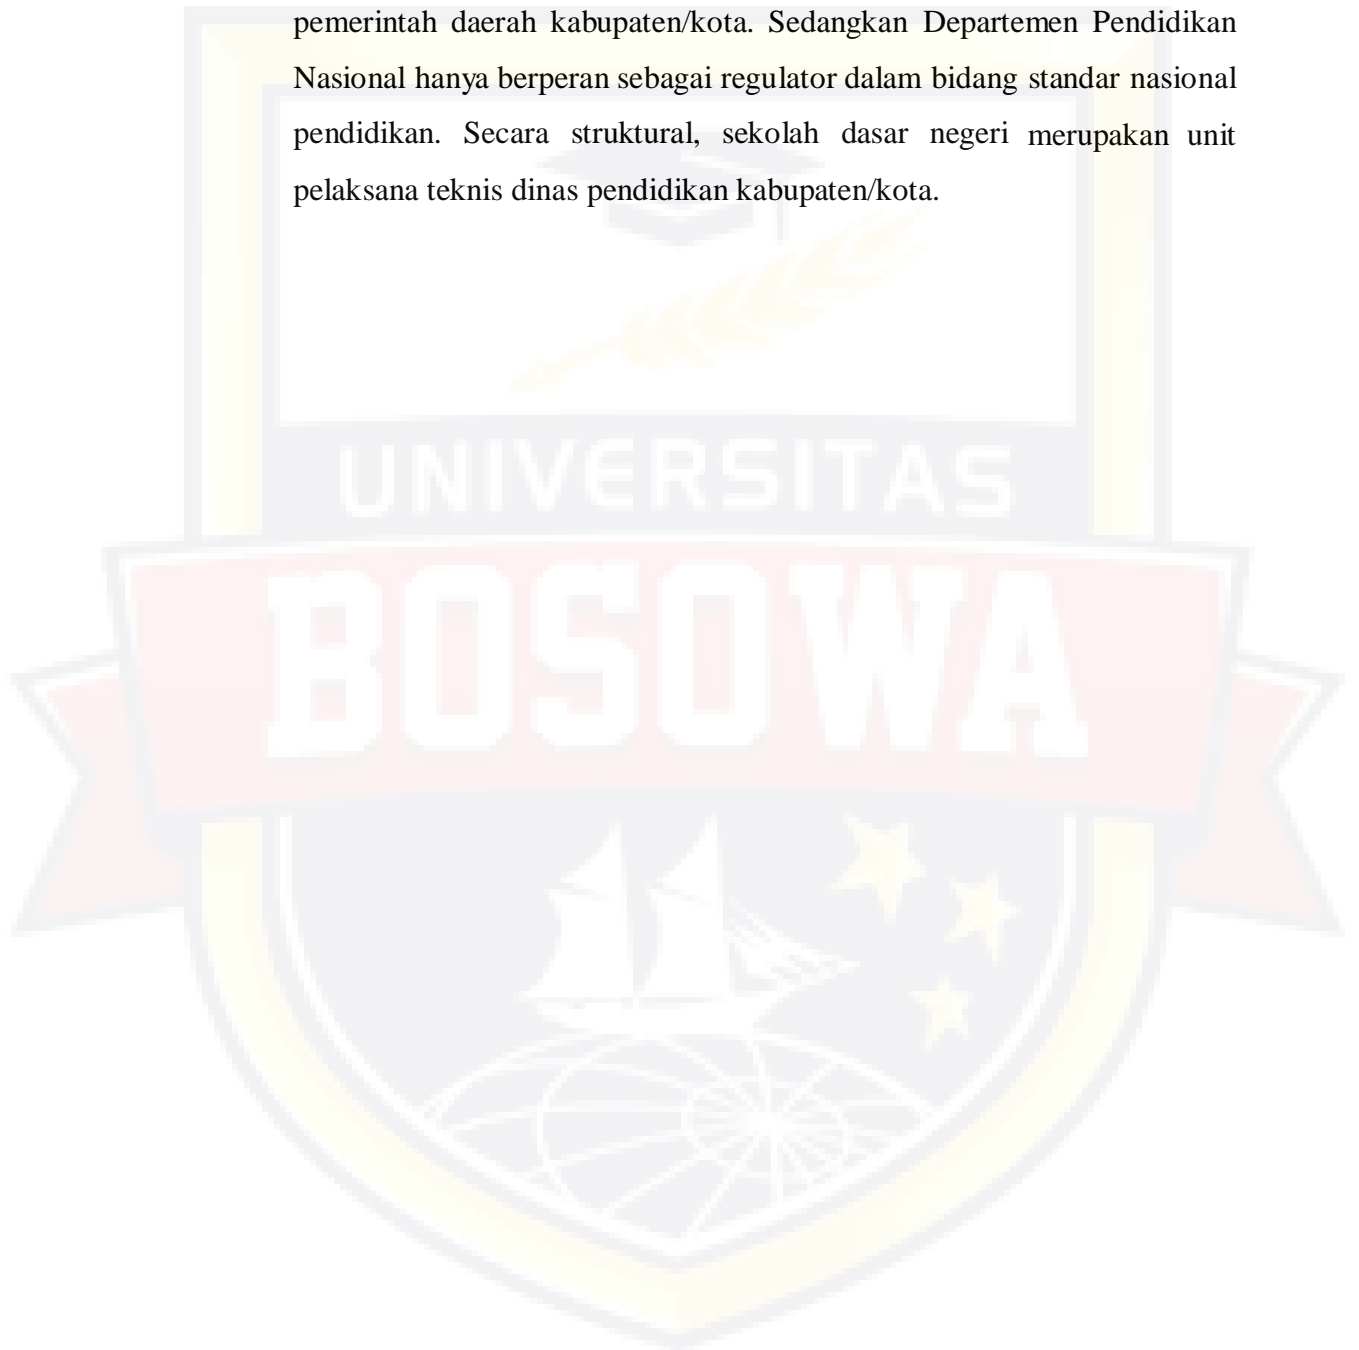 pemerintah daerah kabupaten/kota. Sedangkan Departemen Pendidikan
Nasional hanya berperan sebagai regulator dalam bidang standar nasional
pendidikan. Secara struktural, sekolah dasar negeri merupakan unit
pelaksana teknis dinas pendidikan kabupaten/kota.
UNIVERSITAS
BOSOWA